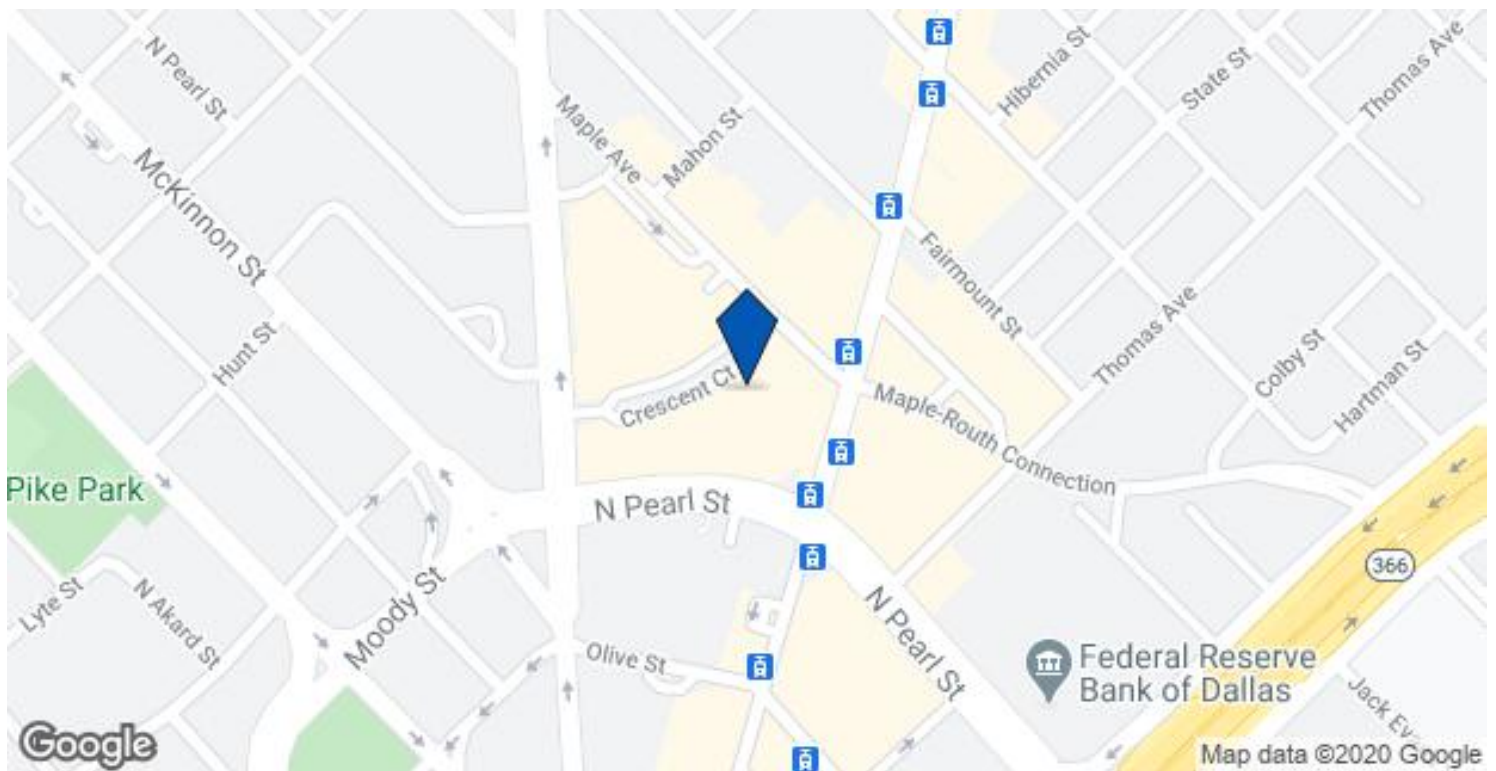 N Pearl St
Hibernia St
State St
Thomas Ave
Maple Ave
Mahon St
McKinnon St
Fairmount St
Thomas Ave
Hunt St
Colby St
Hartman St
Crescent Ct
Maple-Routh Connection
Pike Park
N Pearl St
366
Lyte St
N Akard St
Moody St
N Pearl St
Olive St
Federal Reserve
Bank of Dallas
Google
Map data ©2020 Google